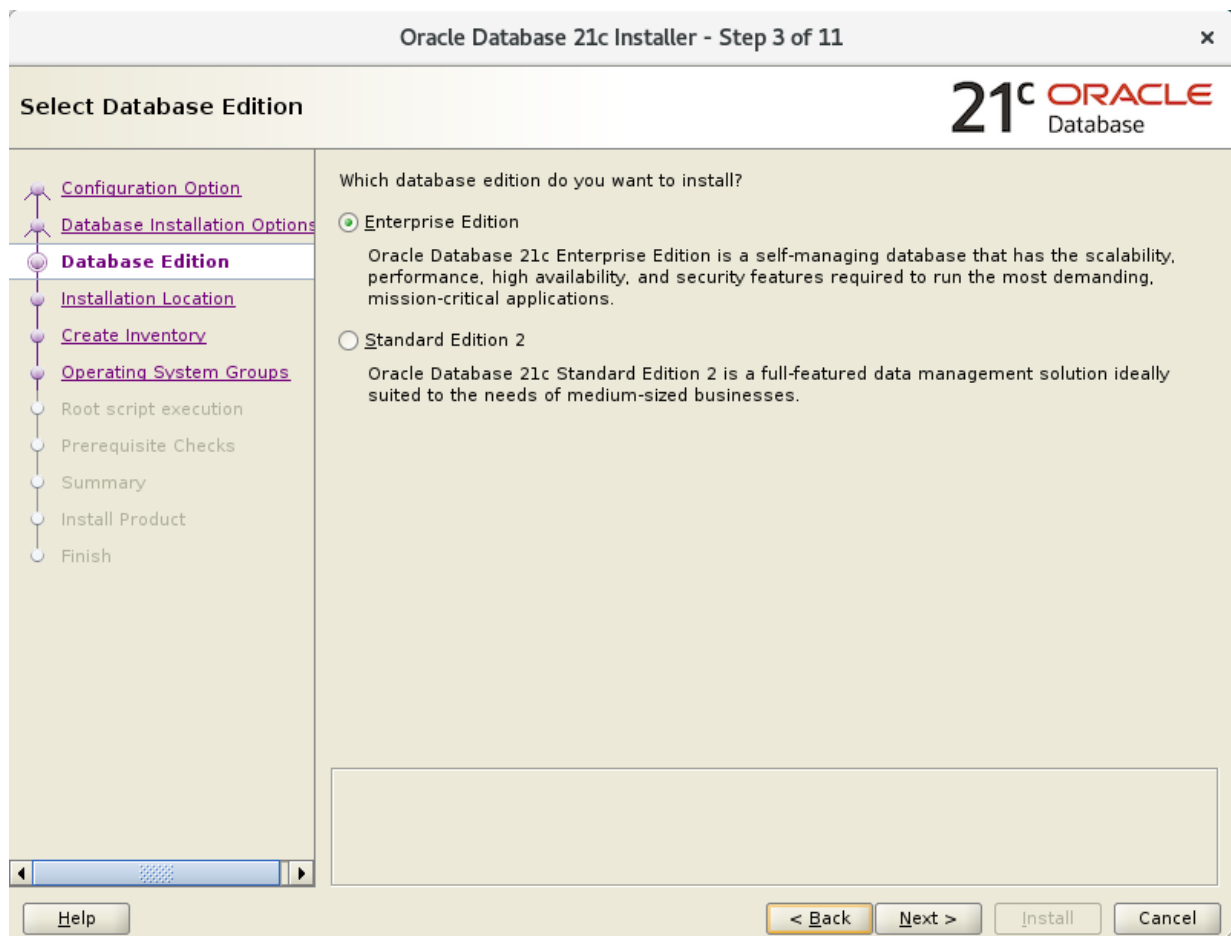 Oracle Database 21c Installer - Step 3 of 11
×
Select Database Edition
21c ORACLE
Database
Configuration Option
Database Installation Options
Database Edition
Installation Location
Create Inventory
Operating System Groups
Root script execution
Prerequisite Checks
Summary
Install Product
Finish
Which database edition do you want to install?
Enterprise Edition
Oracle Database 21c Enterprise Edition is a self-managing database that has the scalability,
performance, high availability, and security features required to run the most demanding,
mission-critical applications.
Standard Edition 2
Oracle Database 21c Standard Edition 2 is a full-featured data management solution ideally
suited to the needs of medium-sized businesses.
Help
< Back
Next >
Install
Cancel